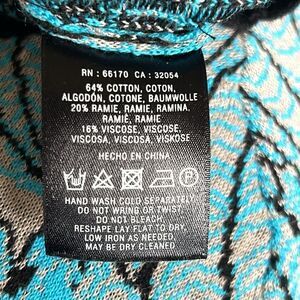 RN : 66170 CA : 32054
64% COTTON, COTON,
ALGODÓN, COTONE, BAUMWOLLE
20% RAMIE, RAMIE, RAMINA,
RAMIÈ, RAMIE
16% VISCOSE, VISCOSE,
VISCOSA, VISCOSA, VISKOSE
HECHO EN CHINA
HAND WASH COLD SEPARATELY
DO NOT WRING OR TWIST.
DO NOT BLEACH.
RESHAPE LAY FLAT TO DRY.
LOW IRON AS NEEDED
MAY BE DRY CLEANED